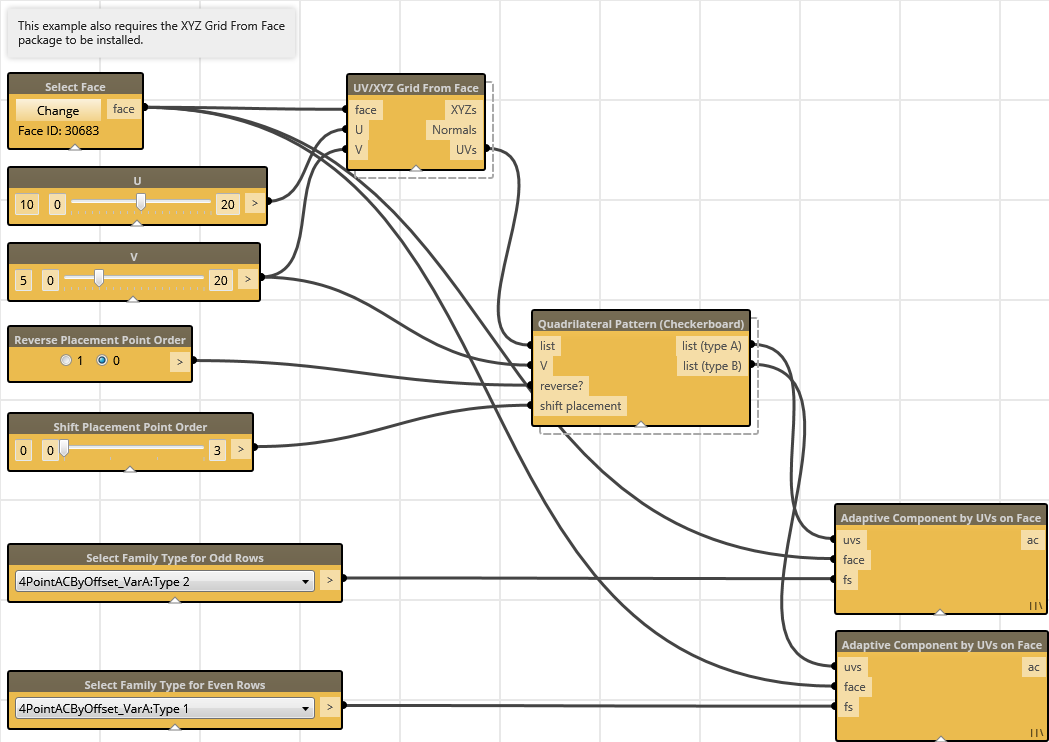 This example also requires the XYZ Grid From Face
package to be installed.
Select Face
Change
face
Face ID: 30683
UV/XYZ Grid From Face
face
XYZs
U
Normals
V
UVs
U
10
0
20
>
V
5
0
20
>
Reverse Placement Point Order
1
0
>
Shift Placement Point Order
0
0
3
>
Quadrilateral Pattern (Checkerboard)
list
list (type A)
V
list (type B)
reverse?
shift placement
Select Family Type for Odd Rows
4PointACByOffset_VarA:Type 2
>
Adaptive Component by UVs on Face
uvs
ac
face
fs
Select Family Type for Even Rows
4PointACByOffset_VarA:Type 1
>
Adaptive Component by UVs on Face
uvs
ac
face
fs